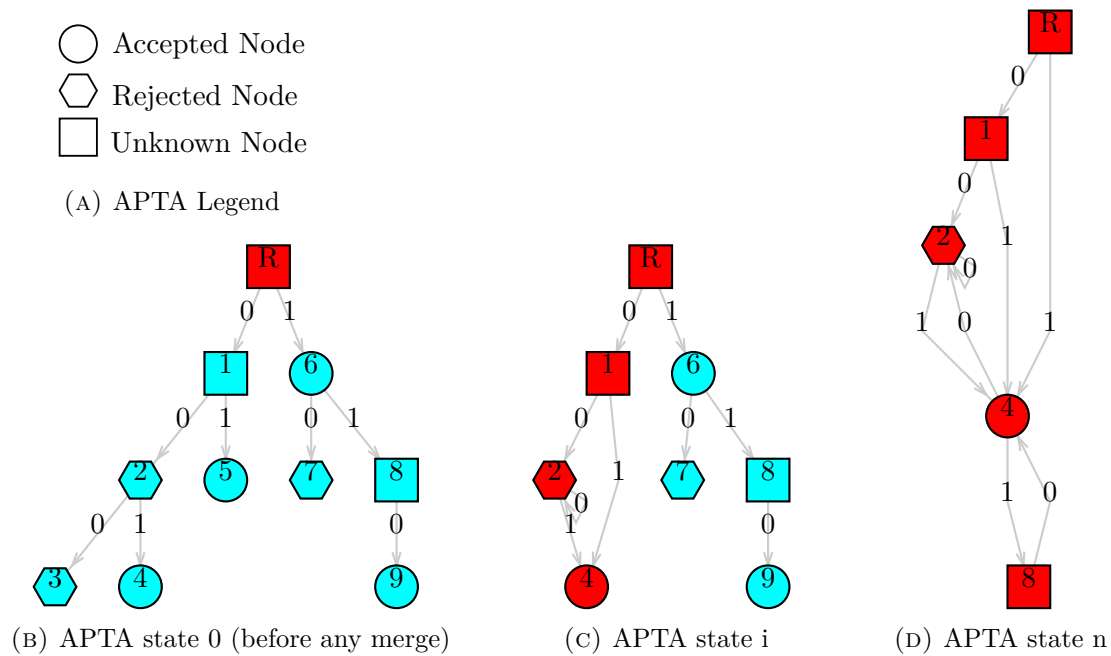 Accepted Node
Rejected Node
Unknown Node
(A) APTA Legend
R
0 1
1 6
0 1 0 1
2 5 7 8
0 1 0
3 4 9
(B) APTA state 0 (before any merge)
R
0 1
1 6
0 1 0 1
2 7 8
0
1 0
4 9
(C) APTA state i
R
0
1
0
1
2
0
1 0 1
4
1 0
8
(D) APTA state n